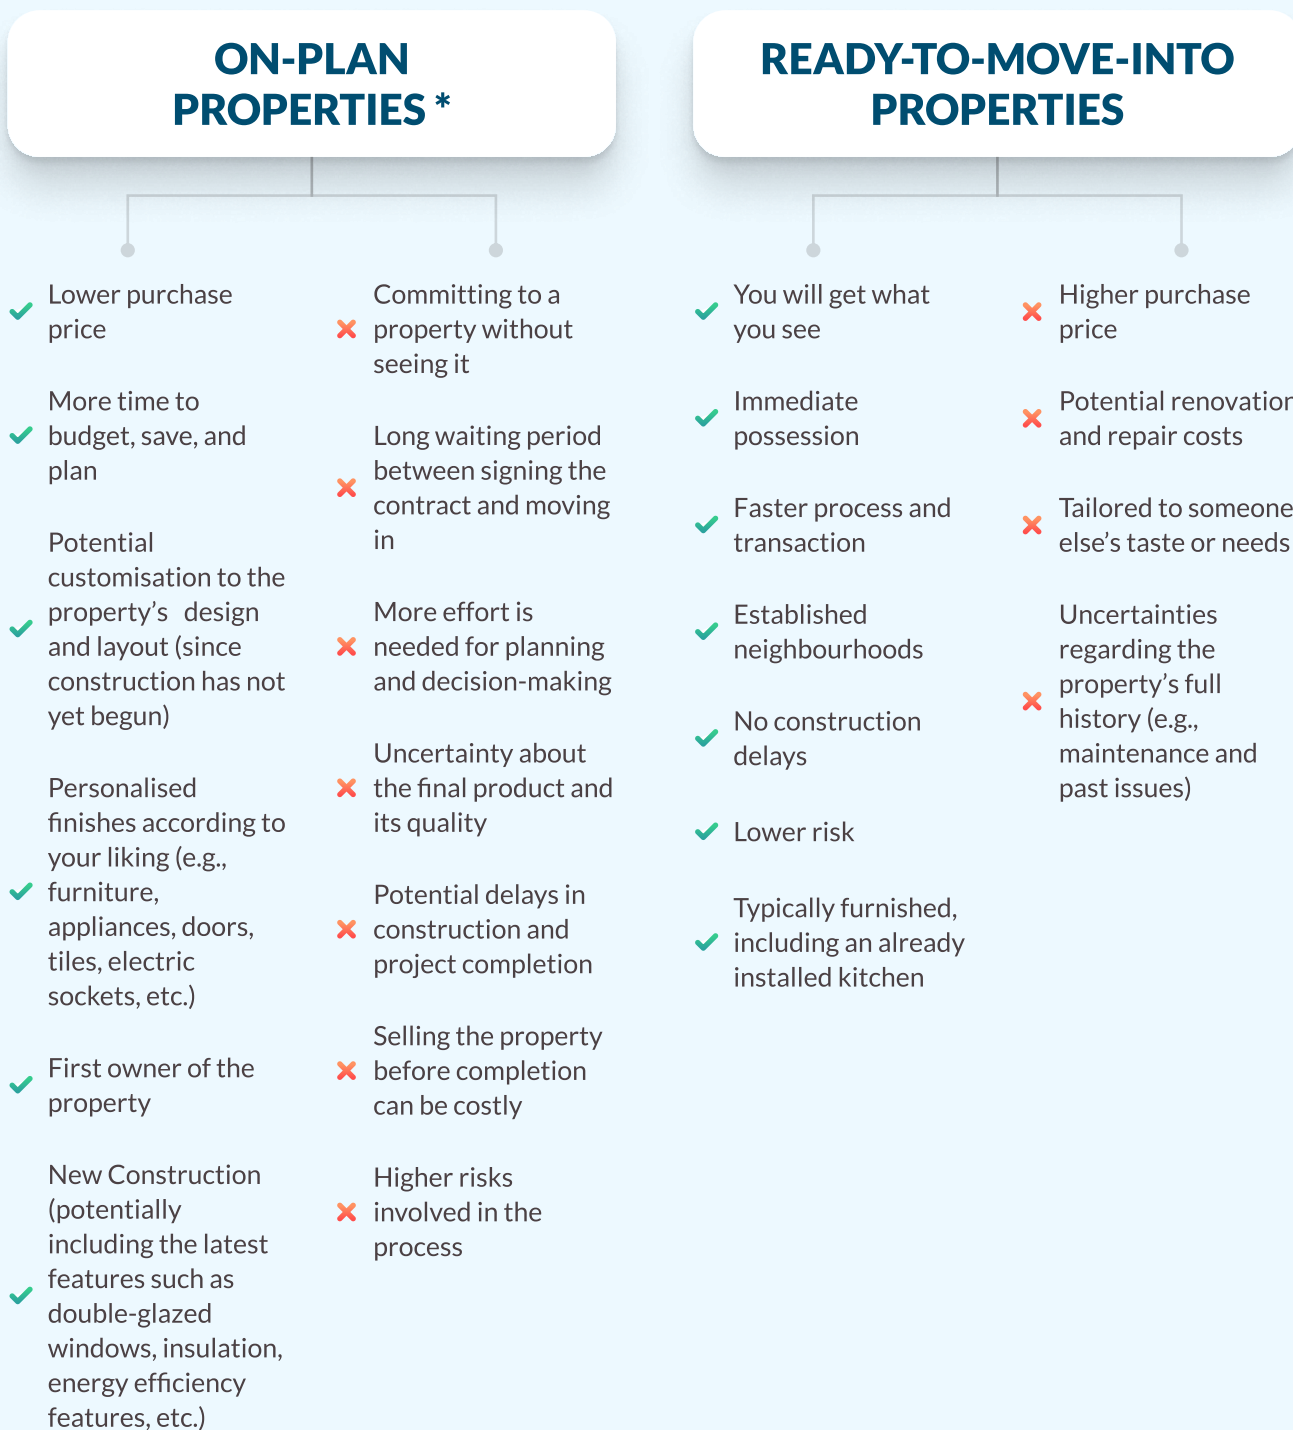 ON-PLAN
PROPERTIES *
Lower purchase
price
More time to
budget, save, and
plan
Potential
customisation to the
property’s design
and layout (since
construction has not
yet begun)
Personalised
finishes according to
your liking (e.g.,
furniture,
appliances, doors,
tiles, electric
sockets, etc.)
First owner of the
property
New Construction
(potentially
including the latest
features such as
double-glazed
windows, insulation,
energy efficiency
features, etc.)
Committing to a
property without
seeing it
Long waiting period
between signing the
contract and moving
in
More effort is
needed for planning
and decision-making
Uncertainty about
the final product and
its quality
Potential delays in
construction and
project completion
Selling the property
before completion
can be costly
Higher risks
involved in the
process
READY-TO-MOVE-INTO
PROPERTIES
You will get what
you see
Immediate
possession
Faster process and
transaction
Established
neighbourhoods
No construction
delays
Lower risk
Typically furnished,
including an already
installed kitchen
Higher purchase
price
Potential renovation
and repair costs
Tailored to someone
else’s taste or needs
Uncertainties
regarding the
property’s full
history (e.g.,
maintenance and
past issues)